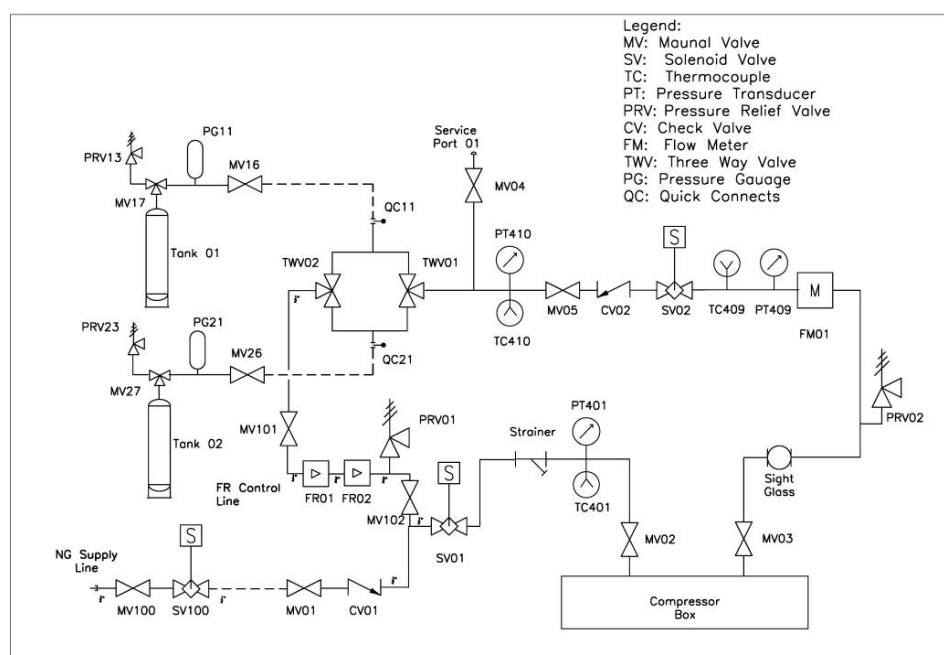 Legend:
MV: Maunal Valve
SV: Solenoid Valve
TC: Thermocouple
PT: Pressure Transducer
PRV: Pressure Relief Valve
CV: Check Valve
FM: Flow Meter
TWV: Three Way Valve
PG: Pressure Gauage
QC: Quick Connects
Service
Port 01
PG11
PRV13
MV16
MV17
MV04
QC11
Tank 01
TWV02
TWV01
PT410
S
MV05
CV02
SV02
TC409
PT409
M
FM01
TC410
PRV23
PG21
MV26
QC21
MV27
Tank 02
MV101
PRV01
PT401
Strainer
PRV02
FR Control
Line
FR01
FR02
S
MV102
SV01
TC401
Sight
Glass
S
MV02
MV03
NG Supply
Line
MV100
SV100
MV01
CV01
Compressor
Box